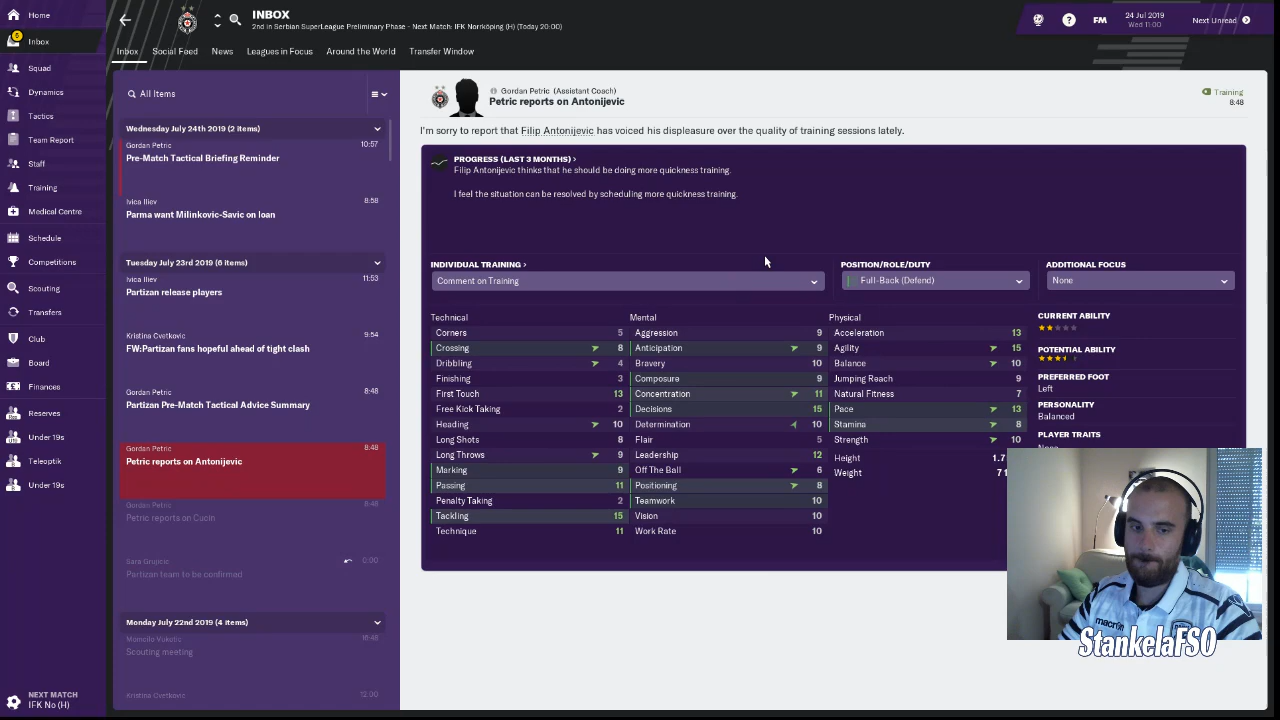 Home
Inbox
5
Squad
Dynamics
Tactics
Team Report
Staff
Training
Medical Centre
Schedule
Competitions
Scouting
Transfers
Club
Board
Finances
Reserves
Under 19s
Teleoptik
Under 19s
NEXT MATCH
IFK No (H)
INBOX
2nd in Serbian SuperLeague Preliminary Phase - Next Match: IFK Norrköping (H) (Today 20:00)
FM
24 Jul 2019
Wed 11:00
Next Unread
Inbox Social Feed News Leagues in Focus Around the World Transfer Window
All Items
Wednesday July 24th 2019 (2 items)
Gordan Petric 10:57
Pre-Match Tactical Briefing Reminder
Ivica Iliev 8:58
Parma want Milinkovic-Savic on loan
Tuesday July 23rd 2019 (6 items)
Ivica Iliev 11:53
Partizan release players
Kristina Cvetkovic 9:54
FW:Partizan fans hopeful ahead of tight clash
Gordan Petric 8:48
Partizan Pre-Match Tactical Advice Summary
Gordan Petric 8:48
Petric reports on Antonijevic
Gordan Petric 8:48
Petric reports on Cucin
Sara Grujicic 0:00
Partizan team to be confirmed
Monday July 22nd 2019 (4 items)
Momcilo Vukotic 16:48
Scouting meeting
Kristina Cvetkovic 12:00
Gordan Petric (Assistant Coach)
Petric reports on Antonijevic
Training
8:48
I'm sorry to report that Filip Antonijevic has voiced his displeasure over the quality of training sessions lately.
PROGRESS (LAST 3 MONTHS) >
Filip Antonijevic thinks that he should be doing more quickness training.
I feel the situation can be resolved by scheduling more quickness training.
INDIVIDUAL TRAINING > POSITION/ROLE/DUTY ADDITIONAL FOCUS
Comment on Training Full-Back (Defend) None
Technical Mental Physical
Corners 5 Aggression 9 Acceleration 13
Crossing 8 Anticipation 9 Agility 15
Dribbling 4 Bravery 10 Balance 10
Finishing 3 Composure 9 Jumping Reach 9
First Touch 13 Concentration 11 Natural Fitness 7
Free Kick Taking 2 Decisions 15 Pace 13
Heading 10 Determination 10 Stamina 8
Long Shots 8 Flair 5 Strength 10
Long Throws 9 Leadership 12 Height 1.7
Marking 9 Off The Ball 6 Weight 71
Passing 11 Positioning 8
Penalty Taking 2 Teamwork 10
Tackling 15 Vision 10
Technique 11 Work Rate 10
CURRENT ABILITY
POTENTIAL ABILITY
PREFERRED FOOT
Left
PERSONALITY
Balanced
PLAYER TRAITS
macron
StankelaFSO